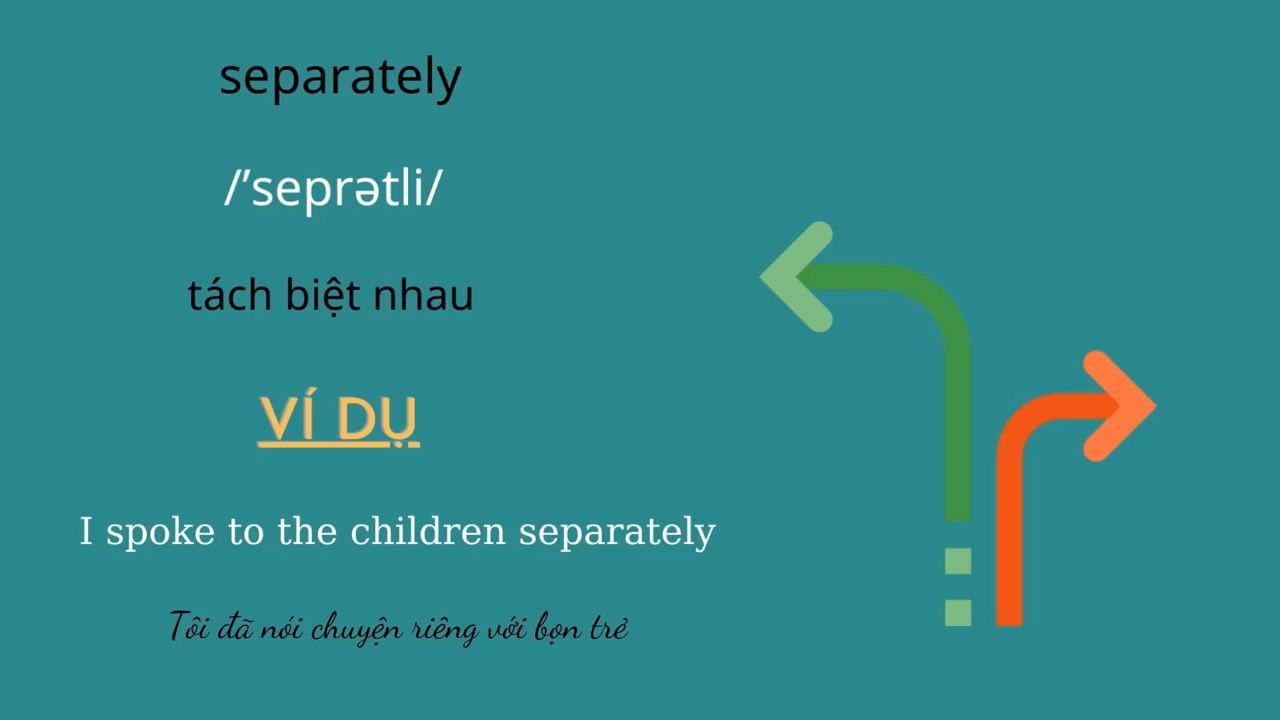 separately
/ʼseprətli/
tách biệt nhau
VÍ DỤ
I spoke to the children separately
Tôi đã nói chuyện riêng với bọn trẻ